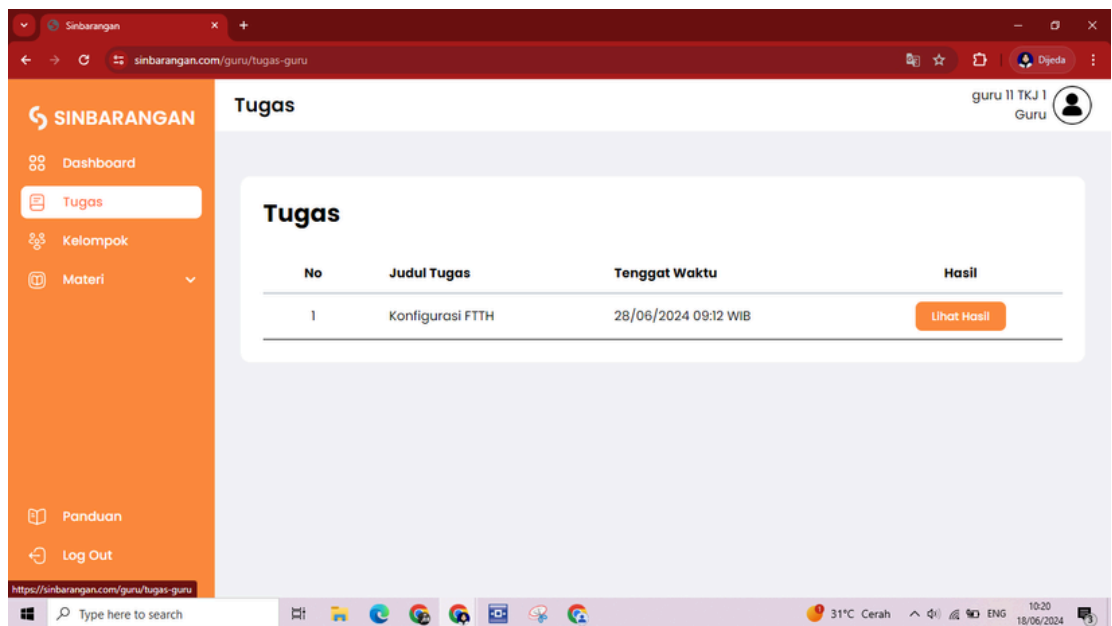 Sinbarangan
sinbarangan.com/guru/tugas-guru
Dijeda
SINBARANGAN
Dashboard
Tugas
Kelompok
Materi
Panduan
Log Out
Tugas
guru 11 TKJ 1
Guru
Tugas
No Judul Tugas Tenggat Waktu Hasil
1 Konfigurasi FTTH 28/06/2024 09:12 WIB Lihat Hasil
https://sinbarangan.com/guru/tugas-guru
Type here to search
31°C Cerah
ENG
10:20
18/06/2024
3